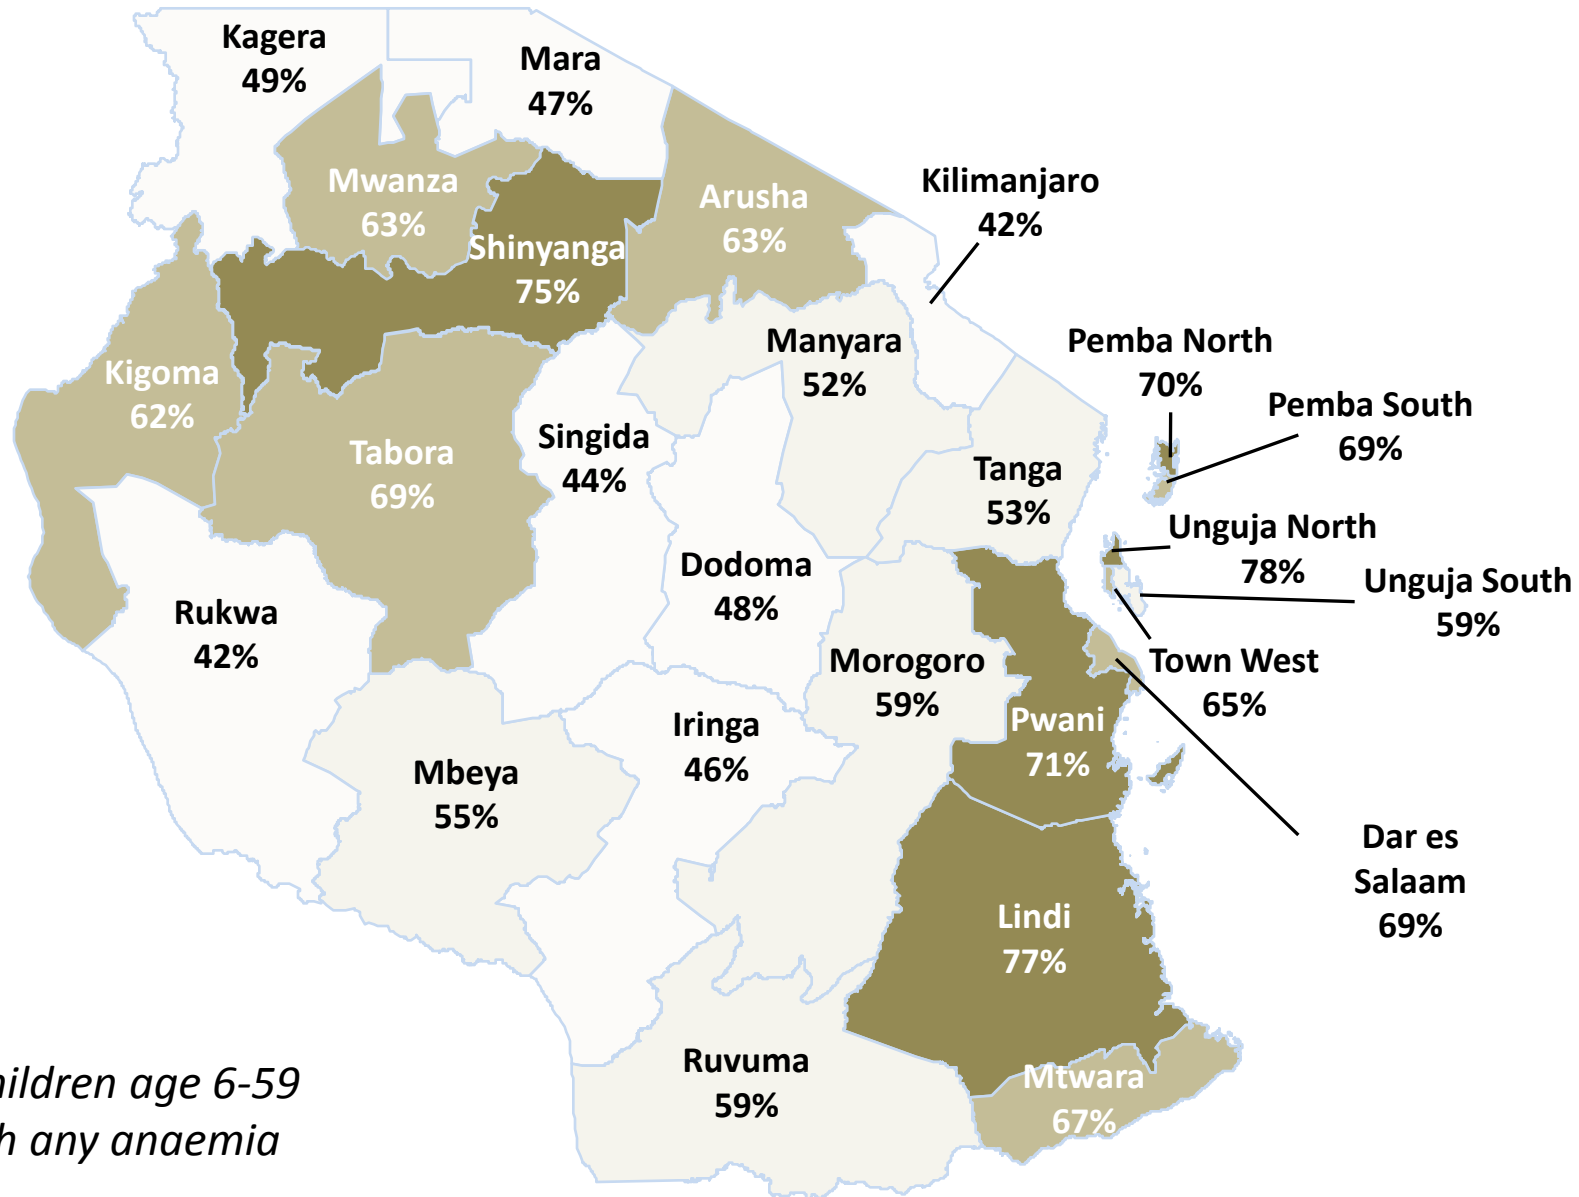 Kagera
49%
Mara
47%
Mwanza
63%
Shinyanga
75%
Arusha
63%
Kilimanjaro
42%
Kigoma
62%
Tabora
69%
Singida
44%
Manyara
52%
Pemba North
70%
Pemba South
69%
Tanga
53%
Unguja North
78%
Unguja South
59%
Town West
65%
Dodoma
48%
Rukwa
42%
Morogoro
59%
Pwani
71%
Iringa
46%
Mbeya
55%
Dar es
Salaam
69%
Lindi
77%
Ruvuma
59%
Mtwara
67%
hildren age 6-59
h any anaemia